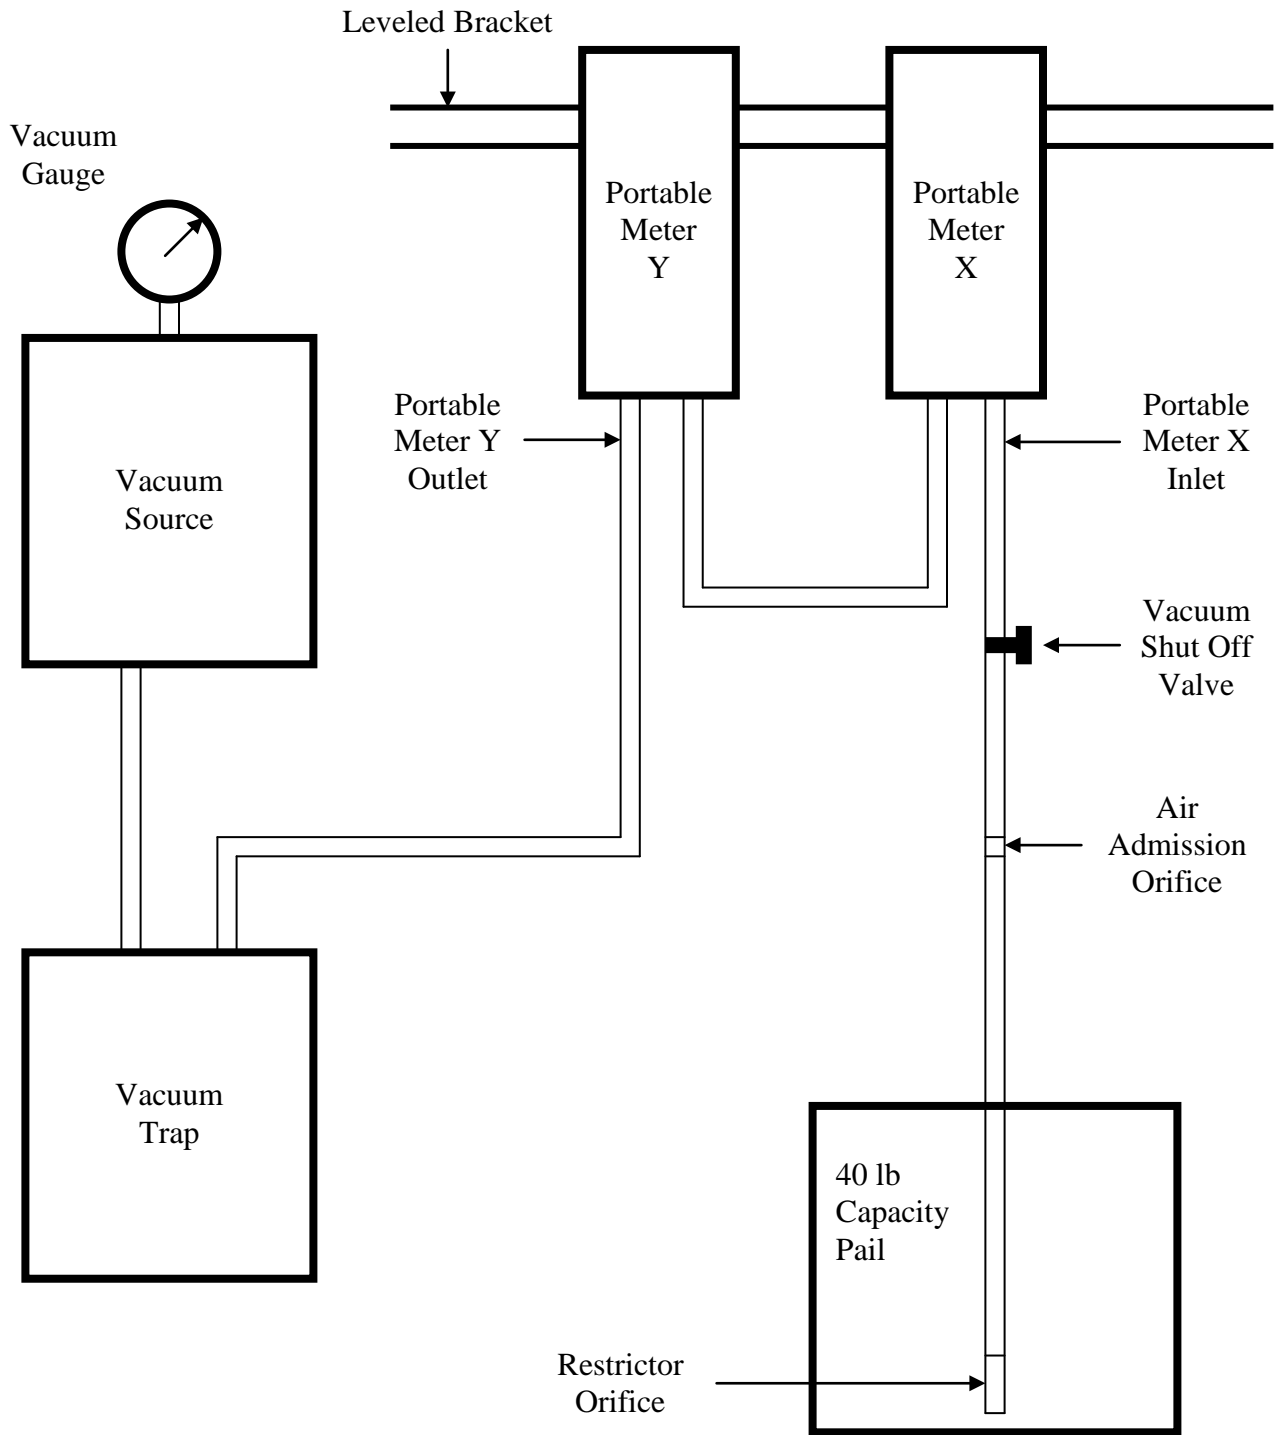 Leveled Bracket
Vacuum
Gauge
Portable
Meter
Y
Portable
Meter
X
Portable
Meter Y
Outlet
Portable
Meter X
Inlet
Vacuum
Source
Vacuum
Shut Off
Valve
Air
Admission
Orifice
Vacuum
Trap
40 lb
Capacity
Pail
Restrictor
Orifice